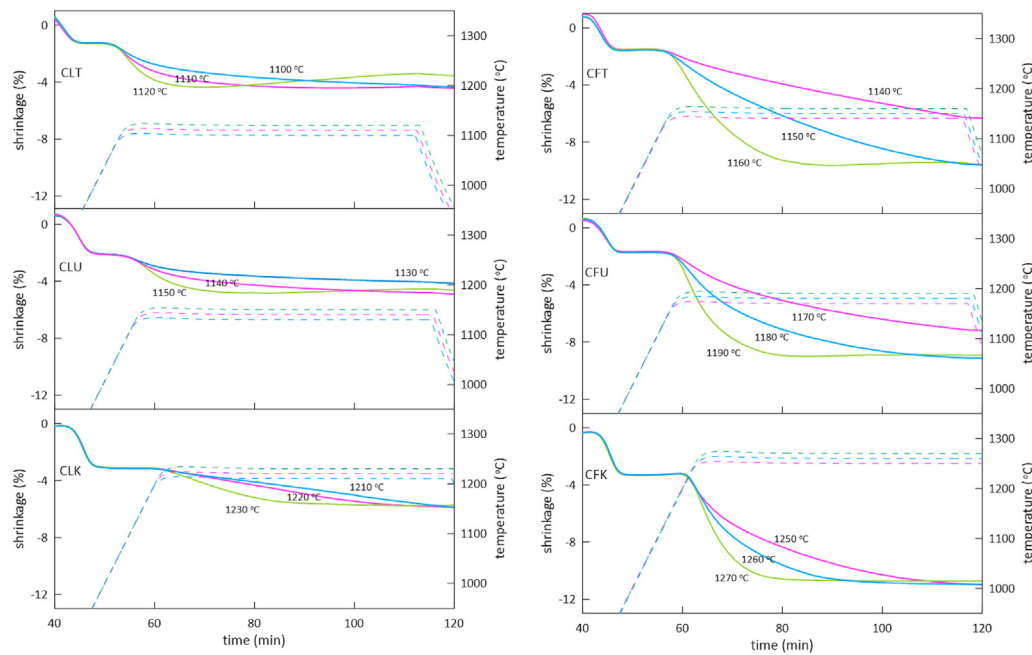 0
-4
-8
-12
shrinkage (%)
CLT
1120 °C
1110 °C
1100 °C
1300
1200
1100
1000
temperature (°C)
0
-4
-8
-12
shrinkage (%)
CFT
1140 °C
1150 °C
1160 °C
1300
1200
1100
1000
temperature (°C)
0
-4
-8
-12
shrinkage (%)
CLU
1150 °C
1140 °C
1130 °C
1300
1200
1100
1000
temperature (°C)
0
-4
-8
-12
shrinkage (%)
CFU
1170 °C
1180 °C
1190 °C
1300
1200
1100
1000
temperature (°C)
0
-4
-8
-12
shrinkage (%)
CLK
1210 °C
1220 °C
1230 °C
1300
1200
1100
1000
temperature (°C)
40 60 80 100 120
time (min)
0
-4
-8
-12
shrinkage (%)
CFK
1250 °C
1260 °C
1270 °C
1300
1200
1100
1000
temperature (°C)
40 60 80 100 120
time (min)